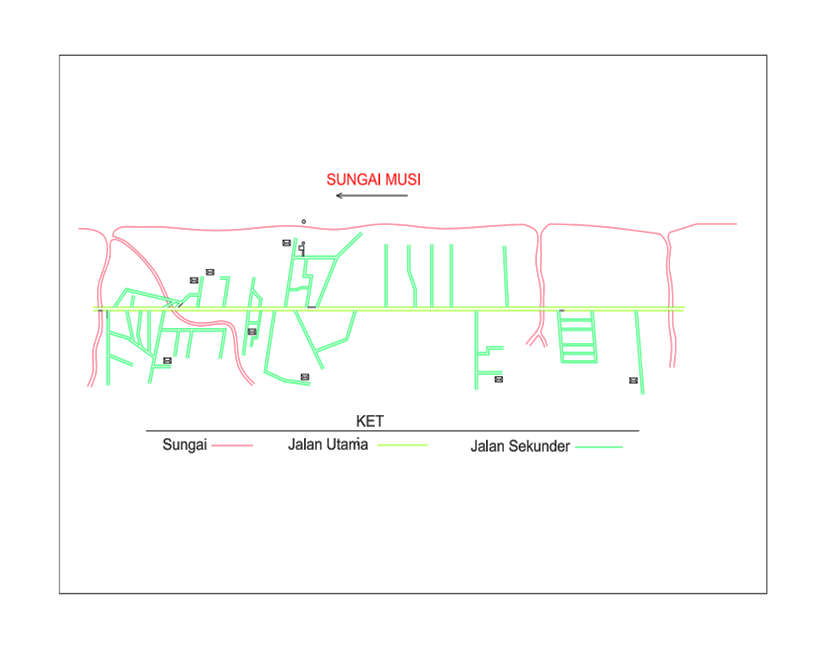 SUNGAI MUSI
KET
Sungai
Jalan Utama
Jalan Sekunder